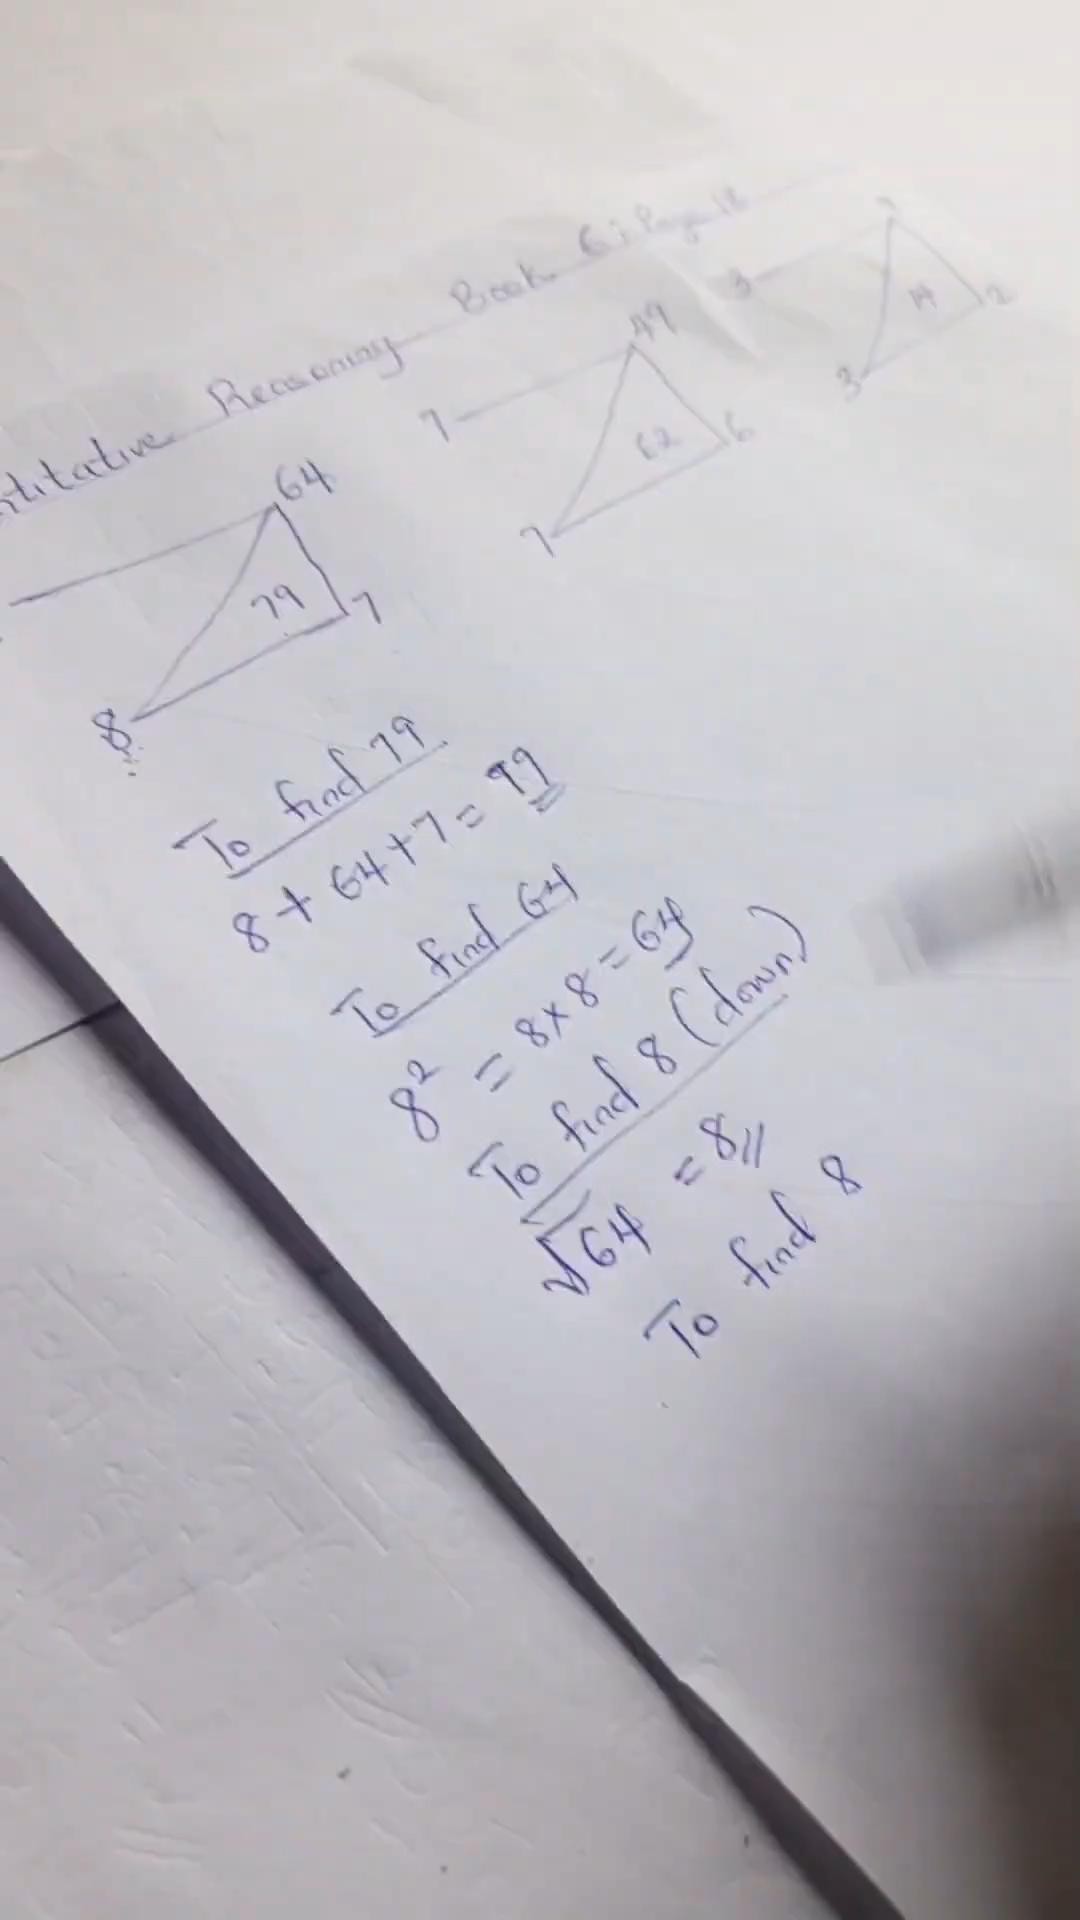 Reasoning Book 6; Page 18
64
79
7
8
49
7
62
6
7
3
14
2
3
To find 79
8 + 64 + 7 = 79
To find 64
8² = 8 × 8 = 64
To find 8 (down)
√64 = 8//
To find 8